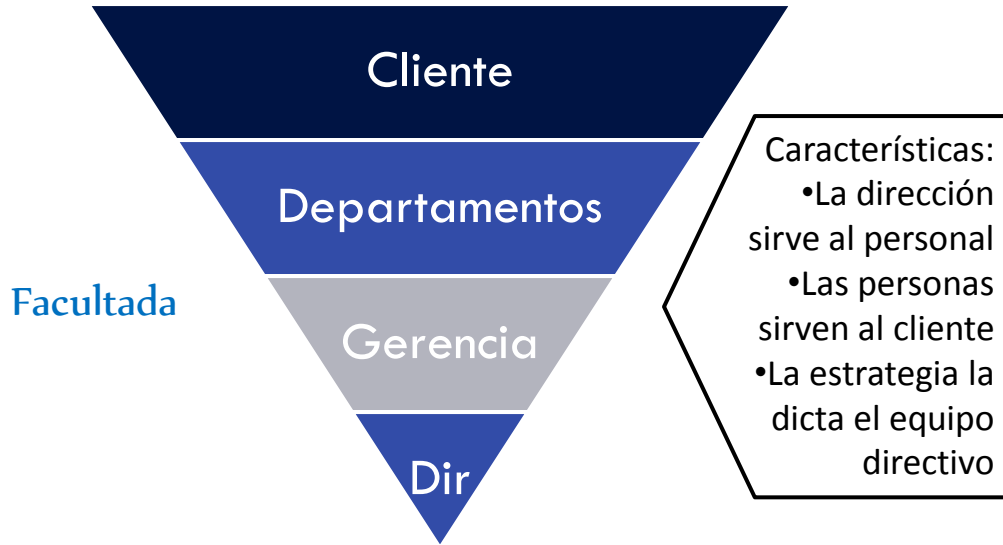 Cliente
Departamentos
Gerencia
Dir
Facultada
Características:
•La dirección
sirve al personal
•Las personas
sirven al cliente
•La estrategia la
dicta el equipo
directivo